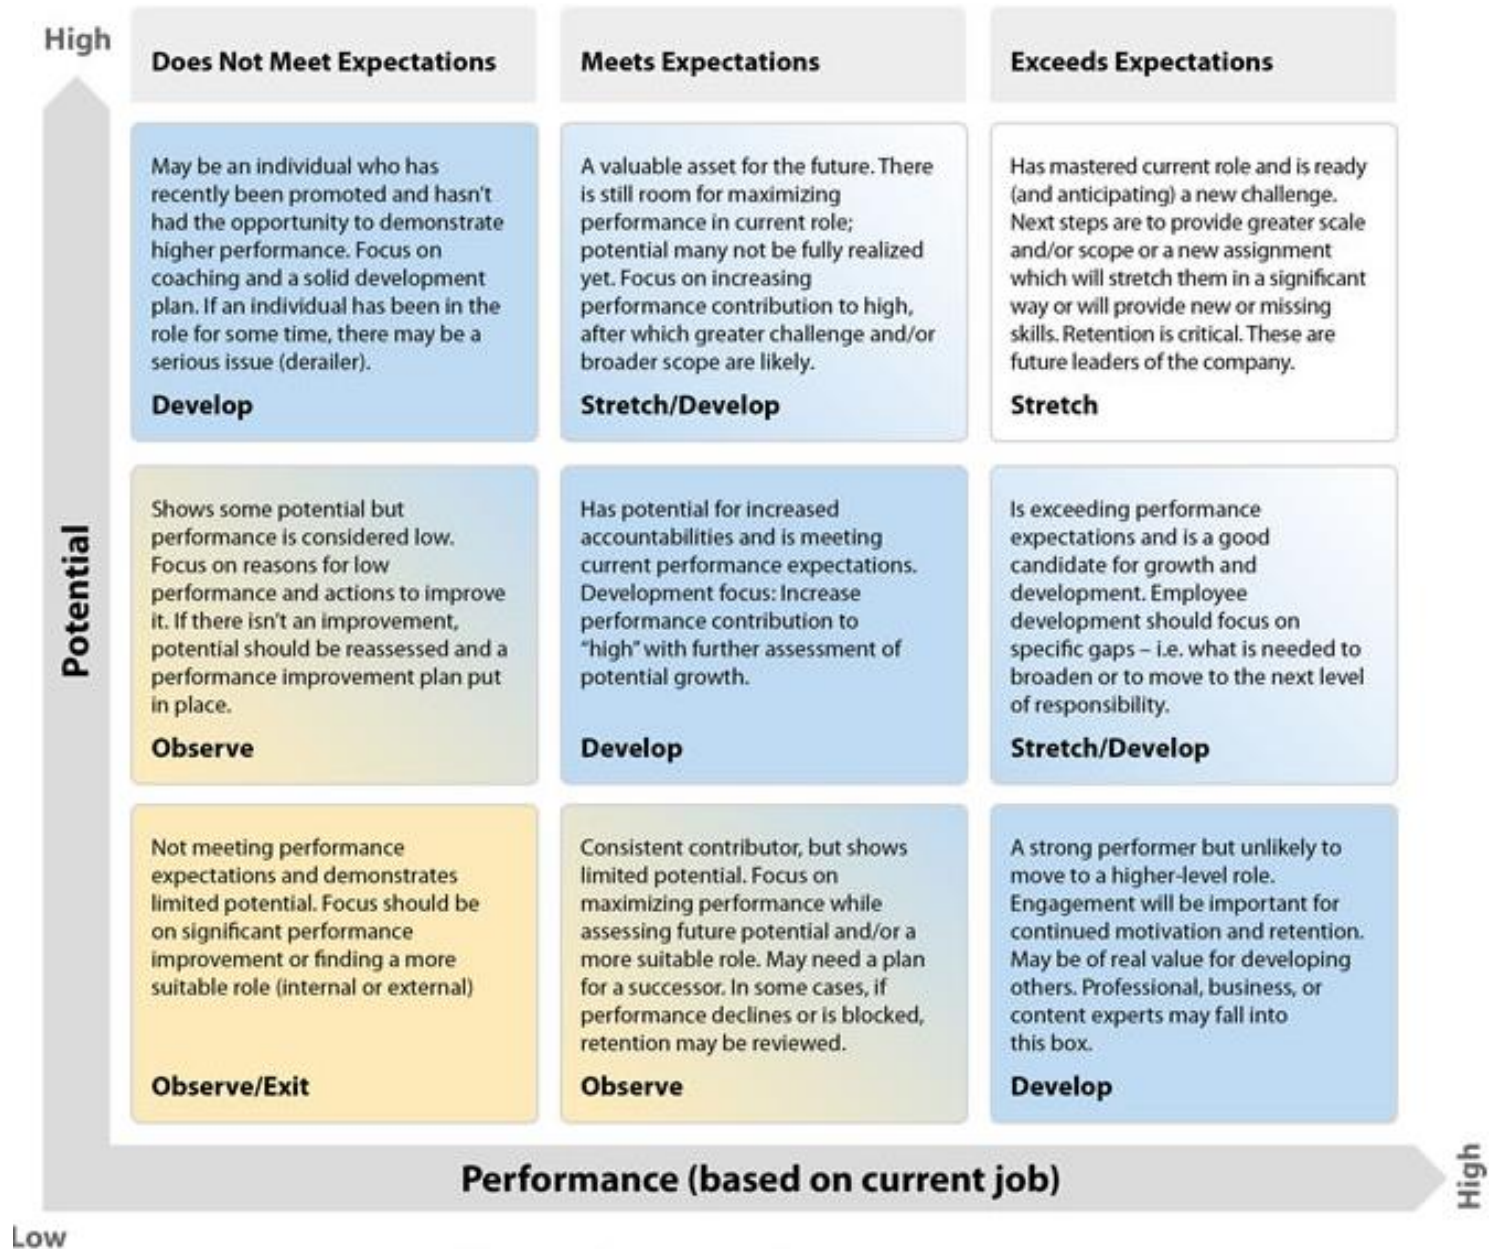 High
Does Not Meet Expectations
Meets Expectations
Exceeds Expectations
May be an individual who has
recently been promoted and hasn't
had the opportunity to demonstrate
higher performance. Focus on
coaching and a solid development
plan. If an individual has been in the
role for some time, there may be a
serious issue (derailer).
Develop
A valuable asset for the future. There
is still room for maximizing
performance in current role;
potential many not be fully realized
yet. Focus on increasing
performance contribution to high,
after which greater challenge and/or
broader scope are likely.
Stretch/Develop
Has mastered current role and is ready
(and anticipating) a new challenge.
Next steps are to provide greater scale
and/or scope or a new assignment
which will stretch them in a significant
way or will provide new or missing
skills. Retention is critical. These are
future leaders of the company.
Stretch
Potential
Shows some potential but
performance is considered low.
Focus on reasons for low
performance and actions to improve
it. If there isn't an improvement,
potential should be reassessed and a
performance improvement plan put
in place.
Observe
Has potential for increased
accountabilities and is meeting
current performance expectations.
Development focus: Increase
performance contribution to
"high" with further assessment of
potential growth.
Develop
Is exceeding performance
expectations and is a good
candidate for growth and
development. Employee
development should focus on
specific gaps – i.e. what is needed to
broaden or to move to the next level
of responsibility.
Stretch/Develop
Not meeting performance
expectations and demonstrates
limited potential. Focus should be
on significant performance
improvement or finding a more
suitable role (internal or external)
Observe/Exit
Consistent contributor, but shows
limited potential. Focus on
maximizing performance while
assessing future potential and/or a
more suitable role. May need a plan
for a successor. In some cases, if
performance declines or is blocked,
retention may be reviewed.
Observe
A strong performer but unlikely to
move to a higher-level role.
Engagement will be important for
continued motivation and retention.
May be of real value for developing
others. Professional, business, or
content experts may fall into
this box.
Develop
Performance (based on current job)
High
Low